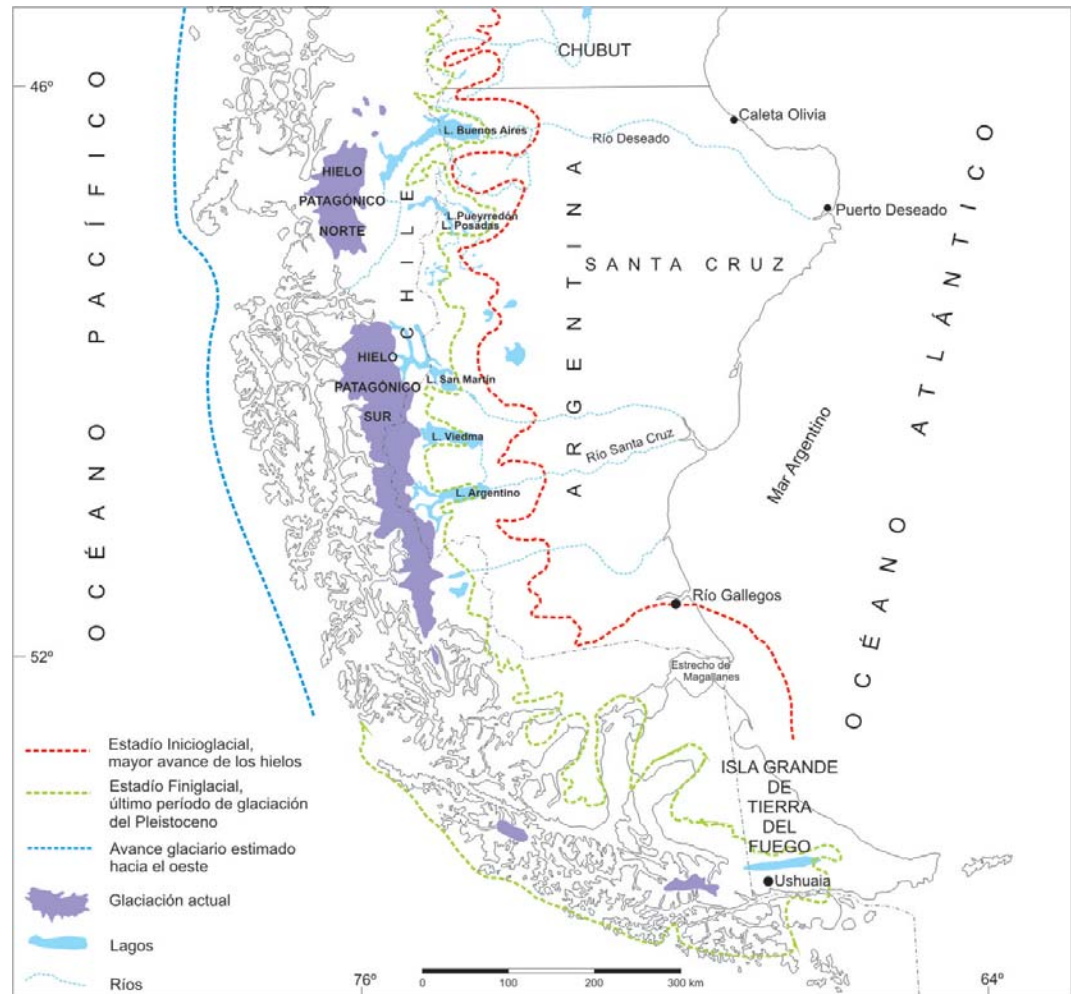 CHUBUT
46º
Caleta Olivia
L. Buenos Aires
Río Deseado
HIELO
PATAGÓNICO
NORTE
Puerto Deseado
L.Pueyrredón
L. Posadas
SANTA CRUZ
CHILE
ARGENTINA
OCÉANO PACÍFICO
OCÉANO ATLÁNTICO
HIELO
PATAGÓNICO
SUR
L. San Martín
L. Viedma
Río Santa Cruz
Mar Argentino
L. Argentino
Río Gallegos
52º
Estrecho de
Magallanes
ISLA GRANDE
DE
TIERRA
DEL
FUEGO
Ushuaia
Estadío Inicioglacial,
mayor avance de los hielos
Estadío Finiglacial,
último período de glaciación
del Pleistoceno
Avance glaciario estimado
hacia el oeste
Glaciación actual
Lagos
Ríos
76º
0 100 200 300 km
64º